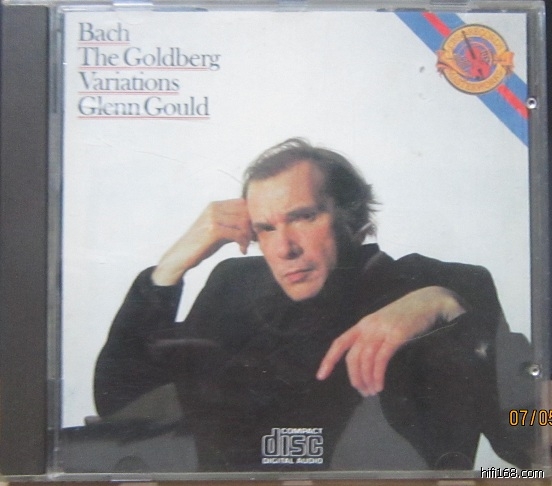 Bach
The Goldberg
Variations
Glenn Gould
COMPACT
disc
DIGITAL AUDIO
07/05
hifi168.com